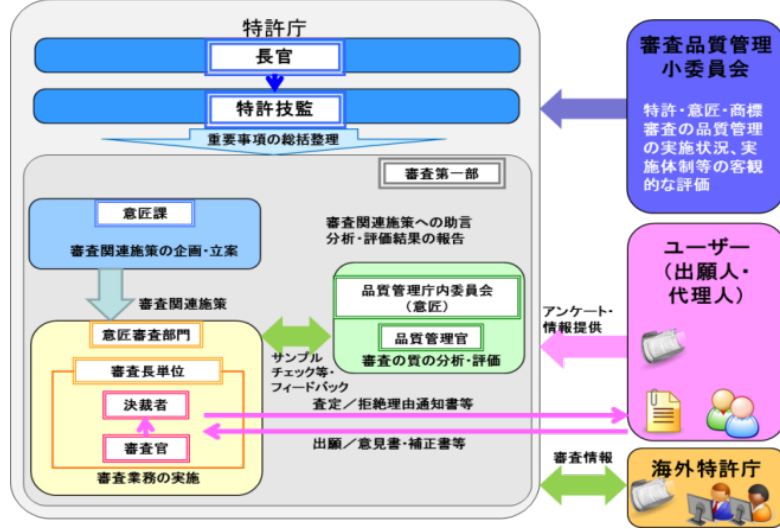 特許庁
長官
特許技監
重要事項の総括整理
審査第一部
意匠課
審査関連施策の企画・立案
審査関連施策への助言
分析・評価結果の報告
審査関連施策
品質管理庁内委員会
（意匠）
品質管理官
審査の質の分析・評価
意匠審査部門
審査長単位
決裁者
審査官
審査業務の実施
サンプル
チェック等・
フィードバック
査定／拒絶理由通知書等
出願／意見書・補正書等
審査品質管理
小委員会
特許・意匠・商標
審査の品質管理
の実施状況、実
施体制等の客観
的な評価
ユーザー
（出願人・
代理人）
アンケート・
情報提供
審査情報
海外特許庁